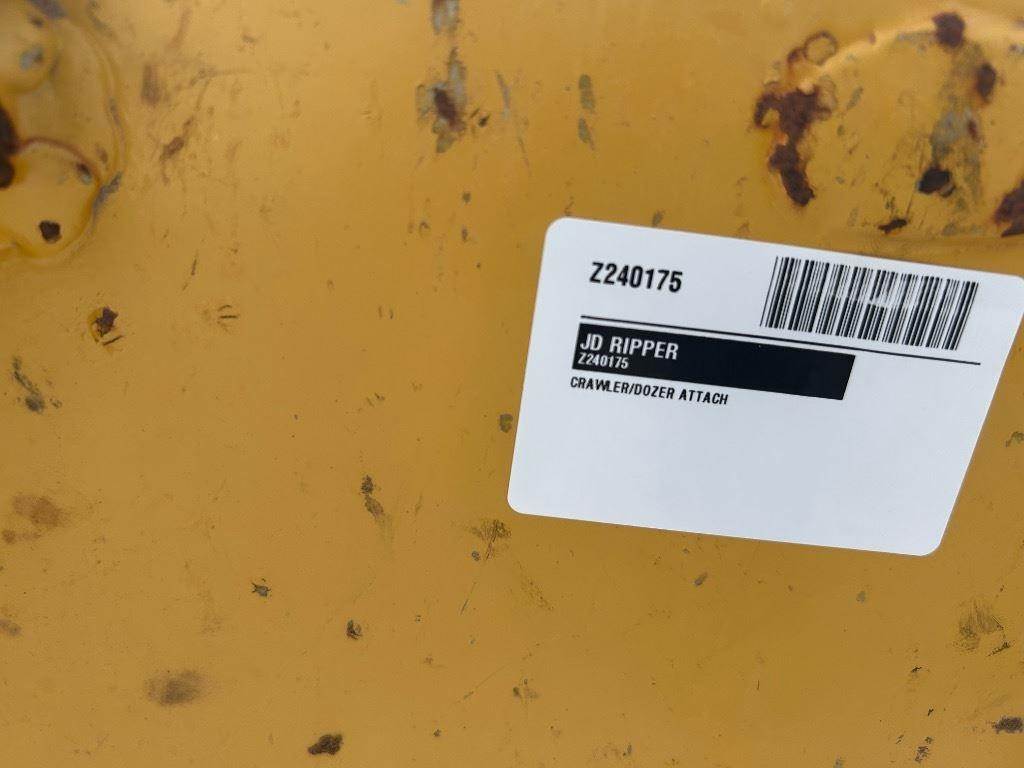 Z240175
JD RIPPER
Z240175
CRAWLER/DOZER ATTACH